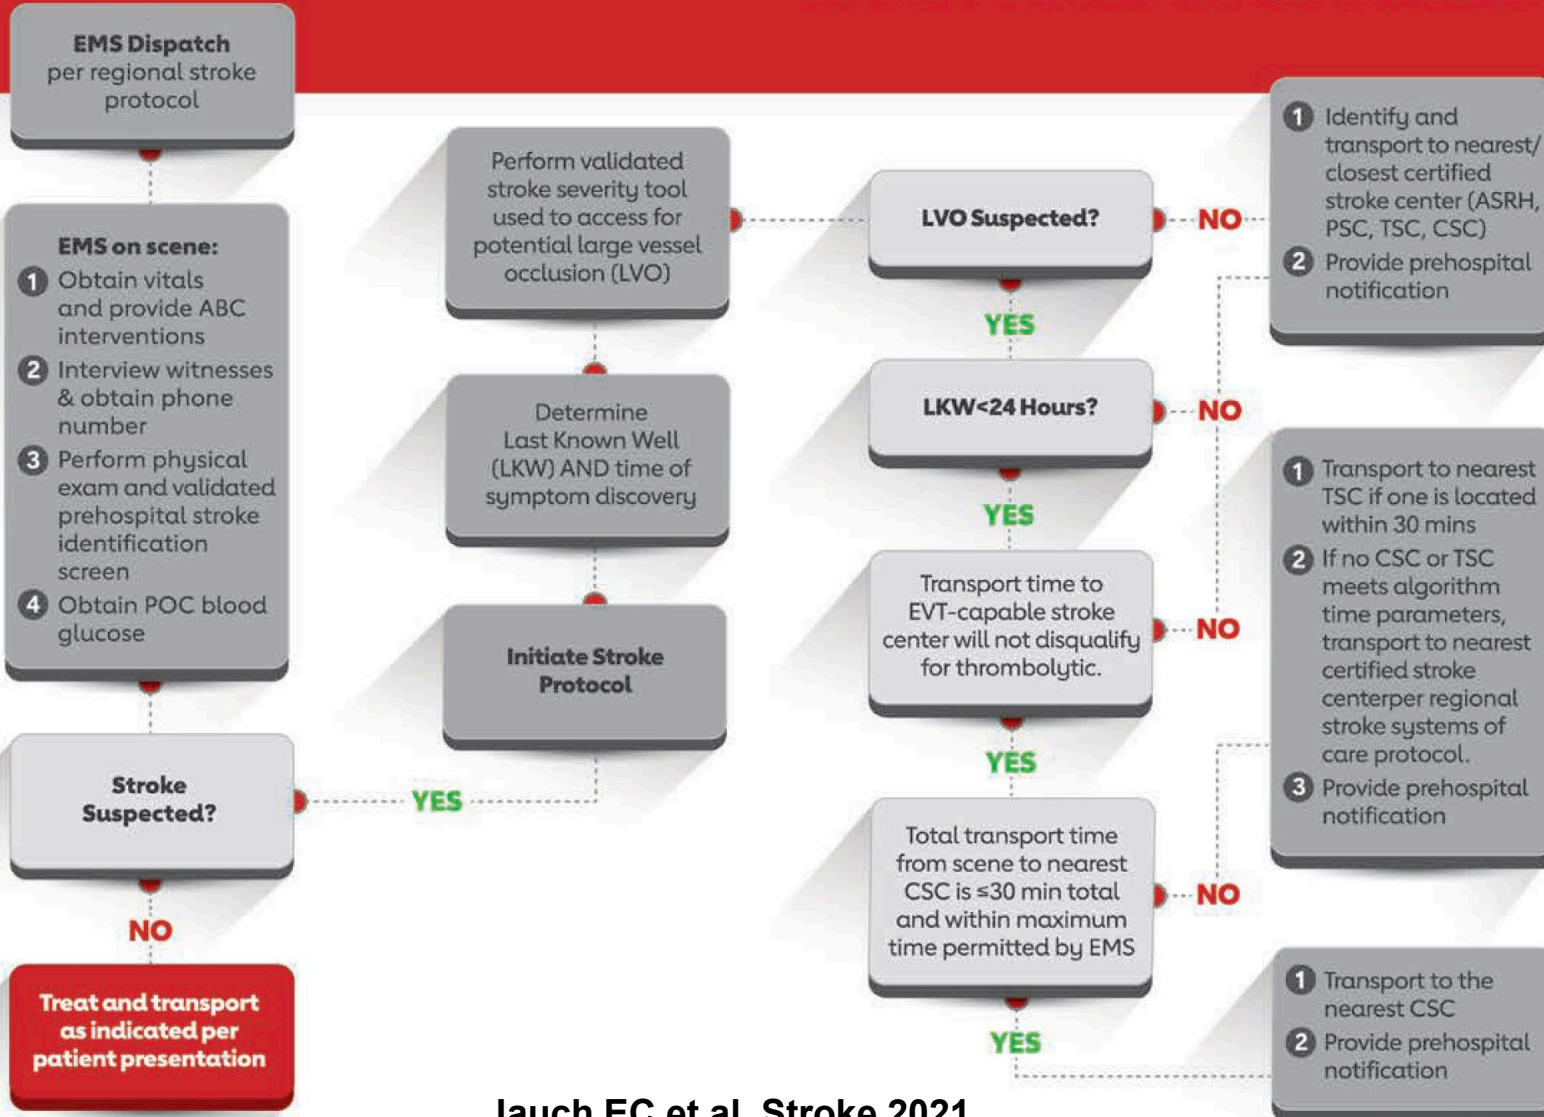 EMS Dispatch
per regional stroke
protocol
EMS on scene:
1 Obtain vitals
and provide ABC
interventions
2 Interview witnesses
& obtain phone
number
3 Perform physical
exam and validated
prehospital stroke
identification
screen
4 Obtain POC blood
glucose
Stroke
Suspected?
NO
Treat and transport
as indicated per
patient presentation
YES
Initiate Stroke
Protocol
Determine
Last Known Well
(LKW) AND time of
symptom discovery
Perform validated
stroke severity tool
used to access for
potential large vessel
occlusion (LVO)
LVO Suspected?
NO
YES
LKW<24 Hours?
NO
YES
Transport time to
EVT-capable stroke
center will not disqualify
for thrombolytic.
NO
YES
Total transport time
from scene to nearest
CSC is ≤30 min total
and within maximum
time permitted by EMS
NO
YES
1 Identify and
transport to nearest/
closest certified
stroke center (ASRH,
PSC, TSC, CSC)
2 Provide prehospital
notification
1 Transport to nearest
TSC if one is located
within 30 mins
2 If no CSC or TSC
meets algorithm
time parameters,
transport to nearest
certified stroke
centerper regional
stroke systems of
care protocol.
3 Provide prehospital
notification
1 Transport to the
nearest CSC
2 Provide prehospital
notification
Jauch EC et al. Stroke 2021